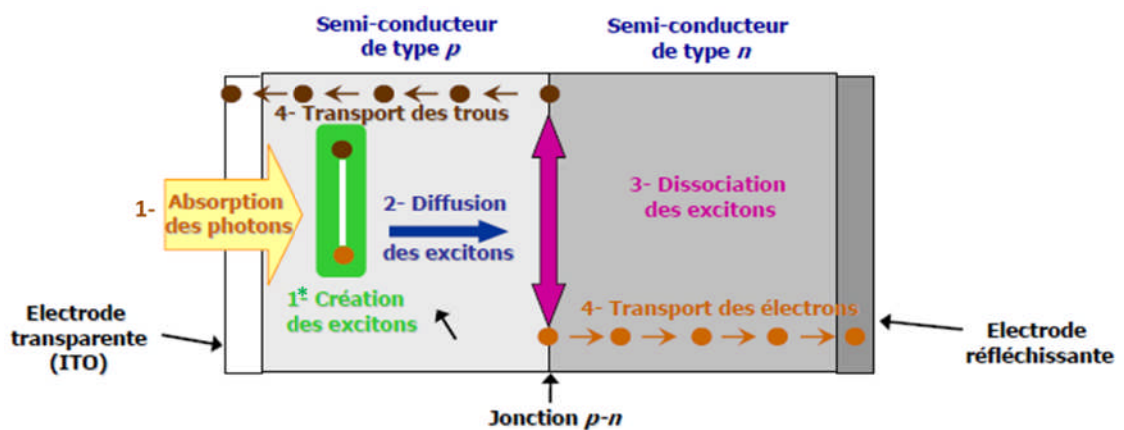 Semi-conducteur
de type p
Semi-conducteur
de type n
4- Transport des trous
1- Absorption
des photons
2- Diffusion
des excitons
3- Dissociation
des excitons
1*- Création
des excitons
4- Transport des électrons
Electrode
transparente
(ITO)
Electrode
réfléchissante
Jonction p-n